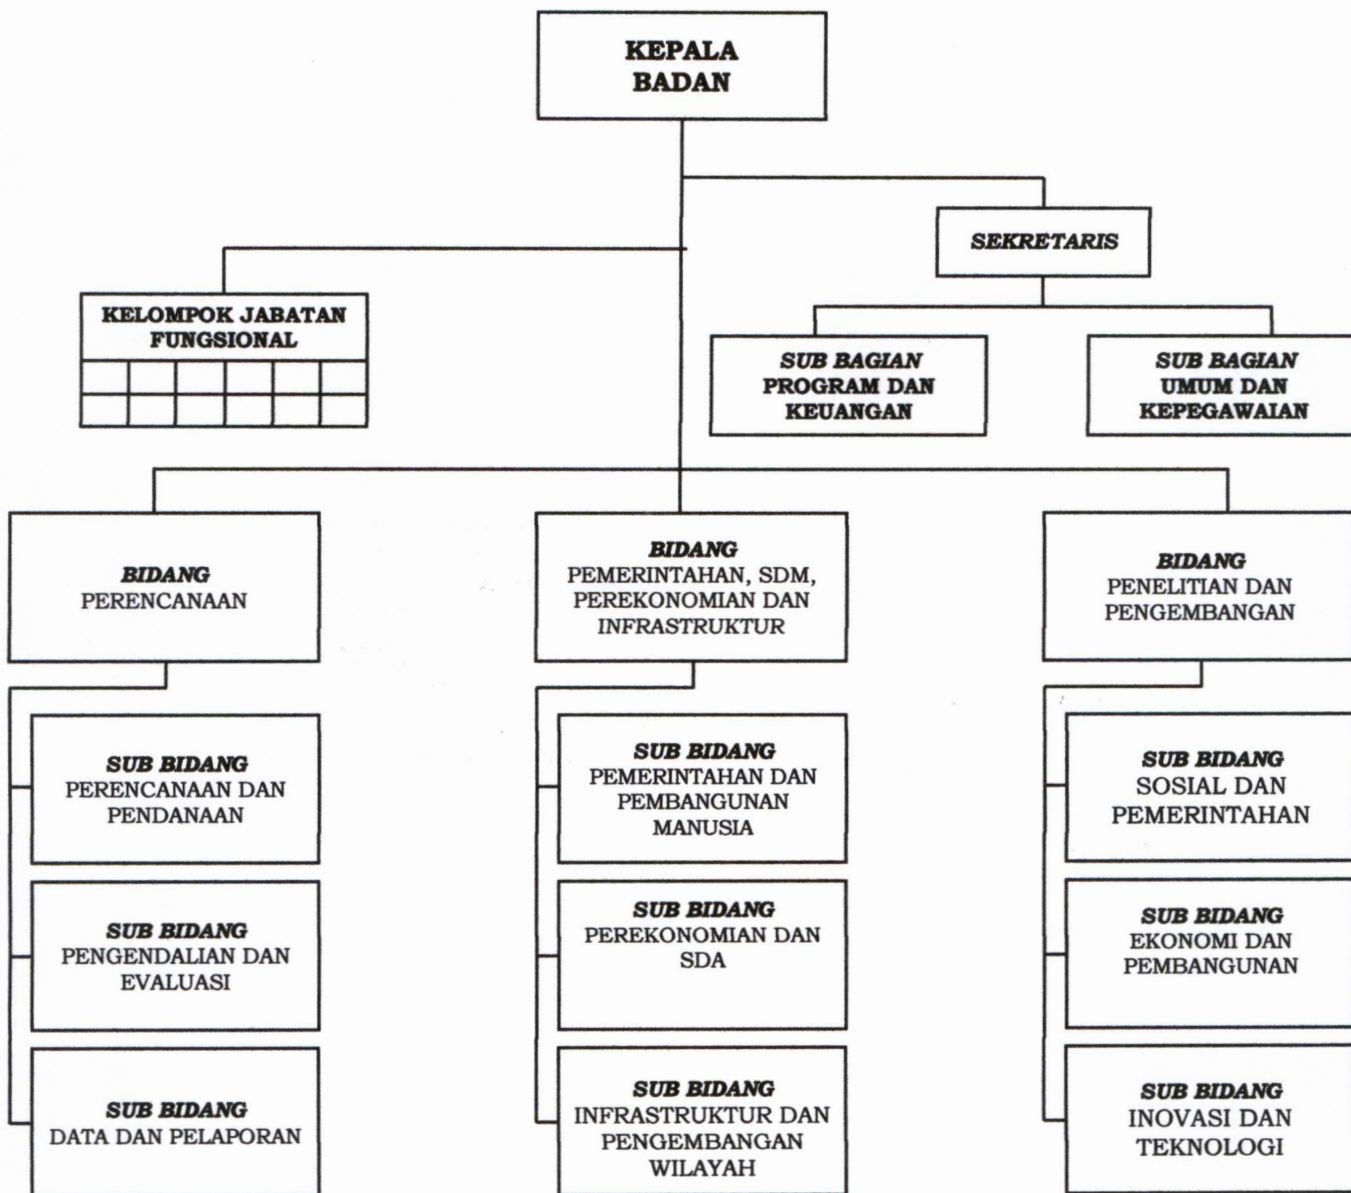 KEPALA
BADAN
SEKRETARIS
KELOMPOK JABATAN
FUNGSIONAL
SUB BAGIAN
PROGRAM DAN
KEUANGAN
SUB BAGIAN
UMUM DAN
KEPEGAWAIAN
BIDANG
PERENCANAAN
BIDANG
PEMERINTAHAN, SDM,
PEREKONOMIAN DAN
INFRASTRUKTUR
BIDANG
PENELITIAN DAN
PENGEMBANGAN
SUB BIDANG
PERENCANAAN DAN
PENDANAAN
SUB BIDANG
PEMERINTAHAN DAN
PEMBANGUNAN
MANUSIA
SUB BIDANG
SOSIAL DAN
PEMERINTAHAN
SUB BIDANG
PENGENDALIAN DAN
EVALUASI
SUB BIDANG
PEREKONOMIAN DAN
SDA
SUB BIDANG
EKONOMI DAN
PEMBANGUNAN
SUB BIDANG
DATA DAN PELAPORAN
SUB BIDANG
INFRASTRUKTUR DAN
PENGEMBANGAN
WILAYAH
SUB BIDANG
INOVASI DAN
TEKNOLOGI